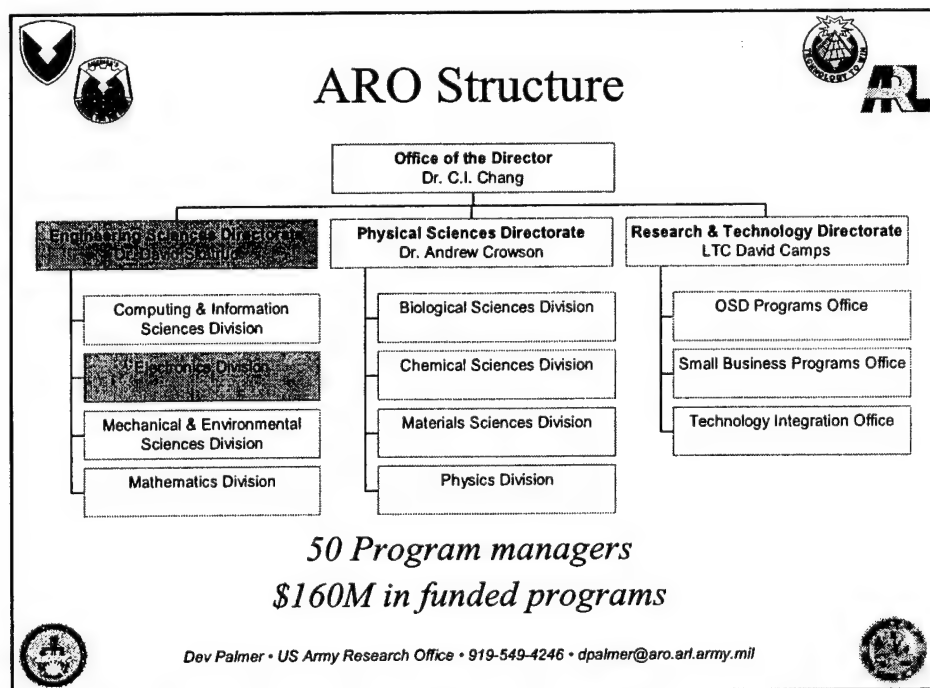 TECHNOLOGY TO WIN
ARL
ARO Structure
Office of the Director
Dr. C.I. Chang
Engineering Sciences Directorate
Physical Sciences Directorate
Dr. Andrew Crowson
Research & Technology Directorate
LTC David Camps
Computing & Information
Sciences Division
Electronics Division
Mechanical & Environmental
Sciences Division
Mathematics Division
Biological Sciences Division
Chemical Sciences Division
Materials Sciences Division
Physics Division
OSD Programs Office
Small Business Programs Office
Technology Integration Office
50 Program managers
$160M in funded programs
Dev Palmer • US Army Research Office • 919-549-4246 • dpalmer@aro.arl.army.mil